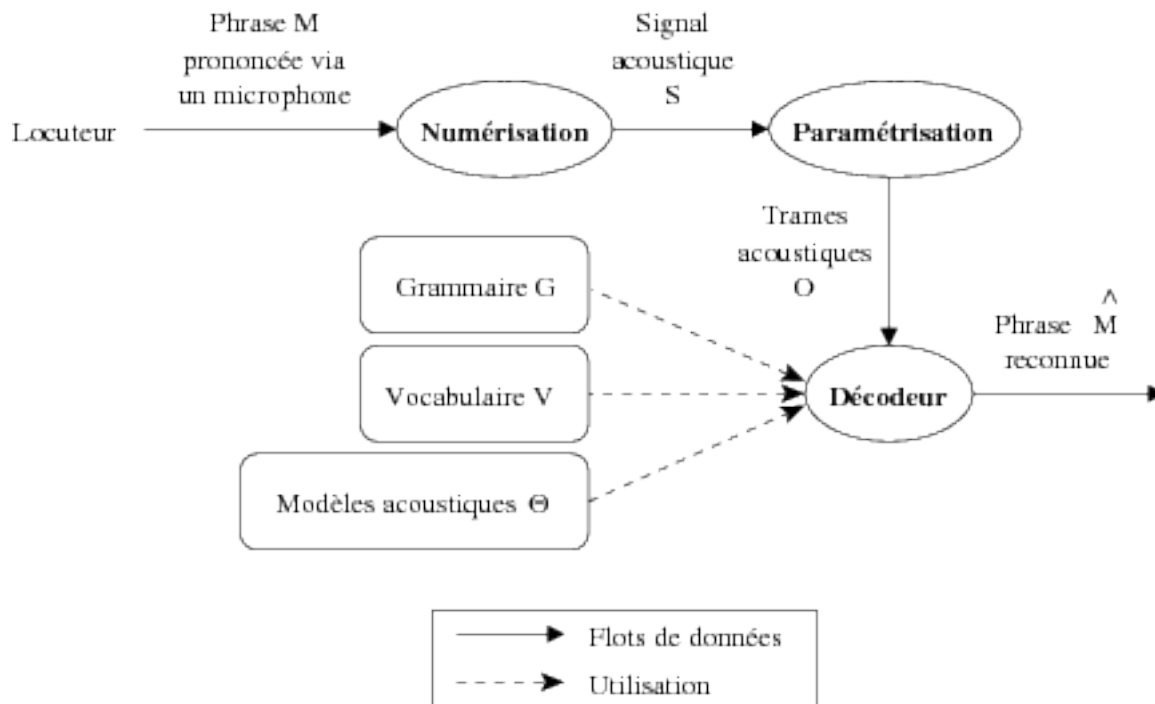 Phrase M
prononcée via
un microphone
Signal
acoustique
S
Locuteur
Numérisation
Paramétrisation
Trames
acoustiques
O
Grammaire G
Vocabulaire V
Modèles acoustiques Θ
Décodeur
^
Phrase M
reconnue
Flots de données
Utilisation